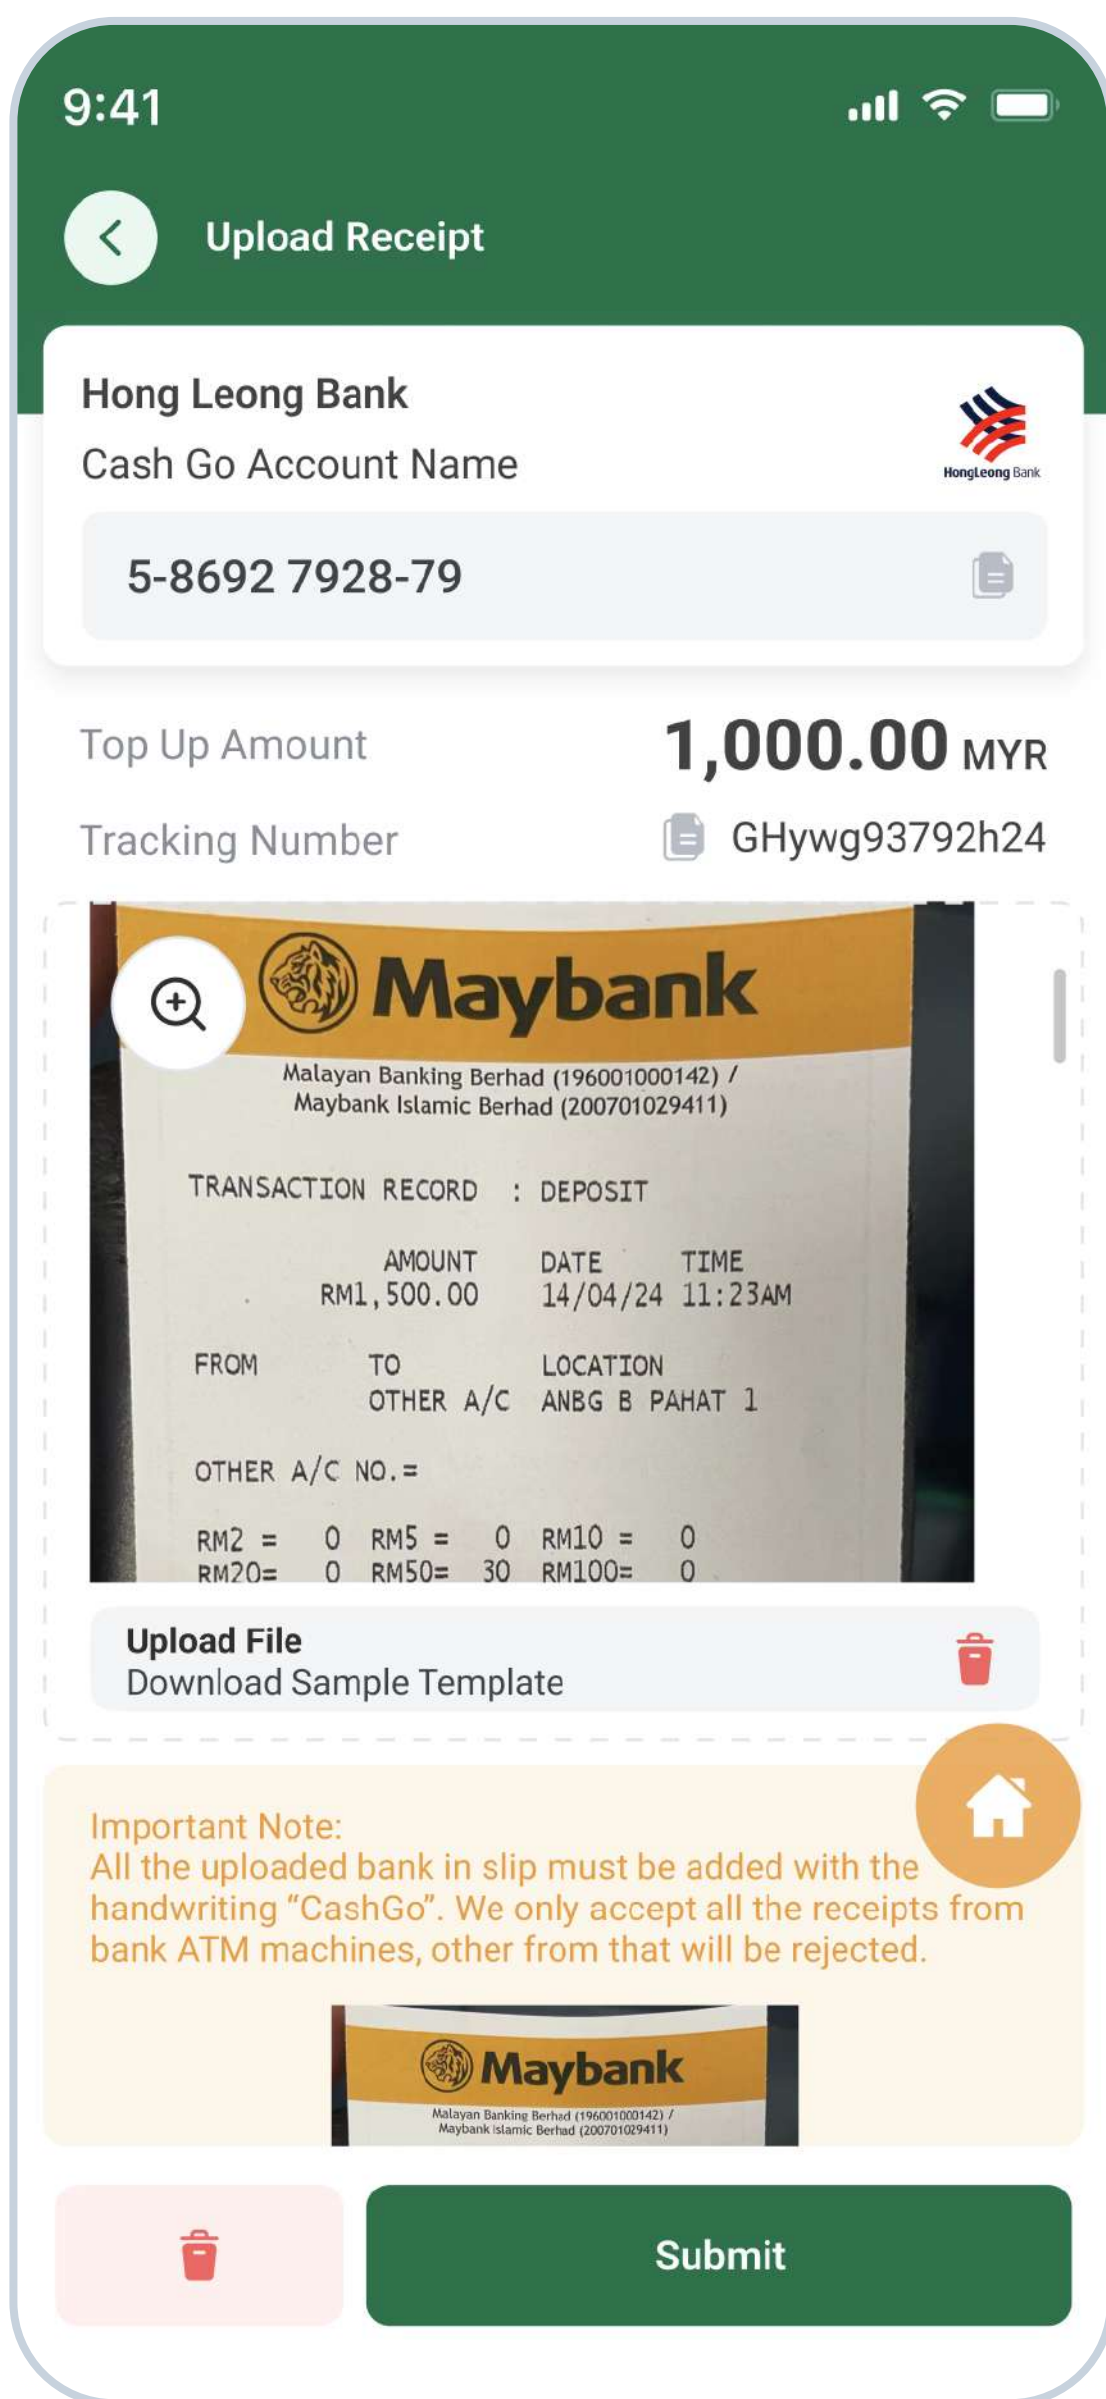 9:41
Upload Receipt
Hong Leong Bank
Cash Go Account Name
HongLeong Bank
5-8692 7928-79
Top Up Amount 1,000.00 MYR
Tracking Number GHywg93792h24
Maybank
Malayan Banking Berhad (196001000142) /
Maybank Islamic Berhad (200701029411)
TRANSACTION RECORD : DEPOSIT
AMOUNT DATE TIME
RM1,500.00 14/04/24 11:23AM
FROM TO LOCATION
OTHER A/C ANBG B PAHAT 1
OTHER A/C NO.=
RM2 = 0 RM5 = 0 RM10 = 0
RM20= 0 RM50= 30 RM100= 0
Upload File
Download Sample Template
Important Note:
All the uploaded bank in slip must be added with the
handwriting “CashGo”. We only accept all the receipts from
bank ATM machines, other from that will be rejected.
Maybank
Malayan Banking Berhad (196001000142) /
Maybank Islamic Berhad (200701029411)
Submit